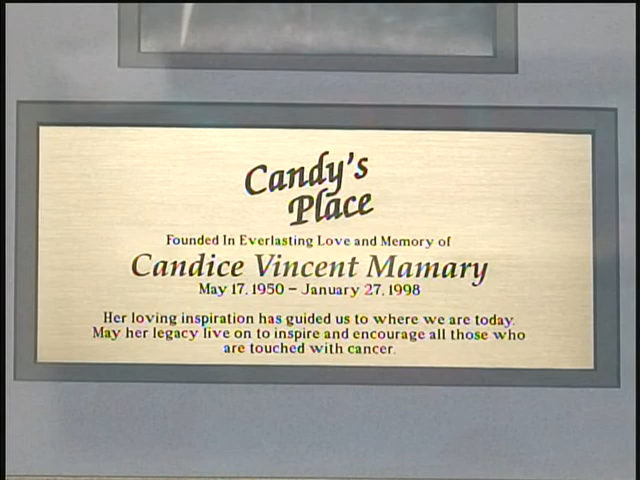 Candy's
Place
Founded In Everlasting Love and Memory of
Candice Vincent Mamary
May 17, 1950 – January 27, 1998
Her loving inspiration has guided us to where we are today.
May her legacy live on to inspire and encourage all those who
are touched with cancer.